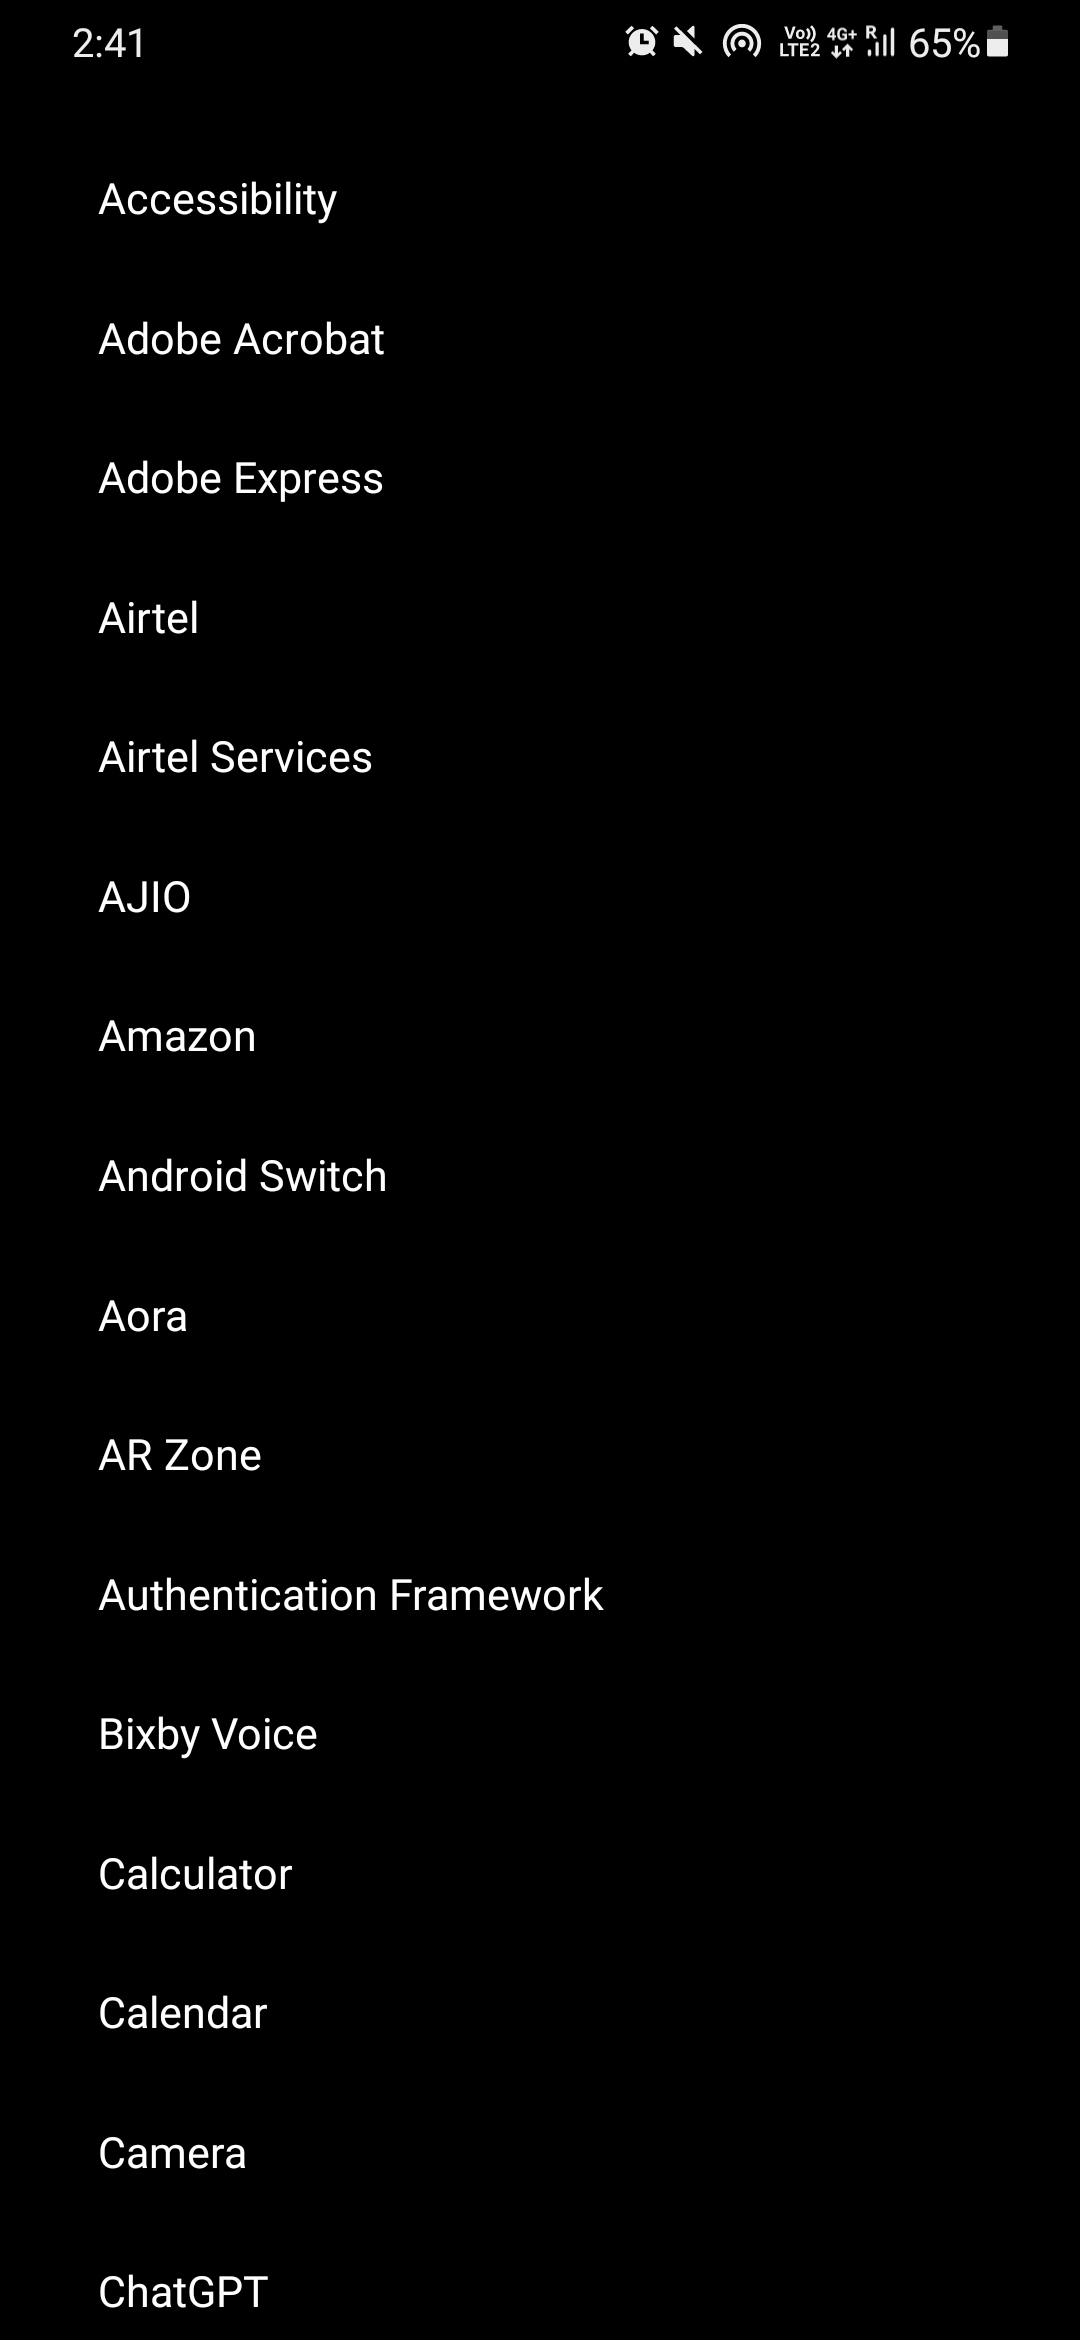 2:41 Vo)) LTE2 4G+ R 65%
Accessibility
Adobe Acrobat
Adobe Express
Airtel
Airtel Services
AJIO
Amazon
Android Switch
Aora
AR Zone
Authentication Framework
Bixby Voice
Calculator
Calendar
Camera
ChatGPT